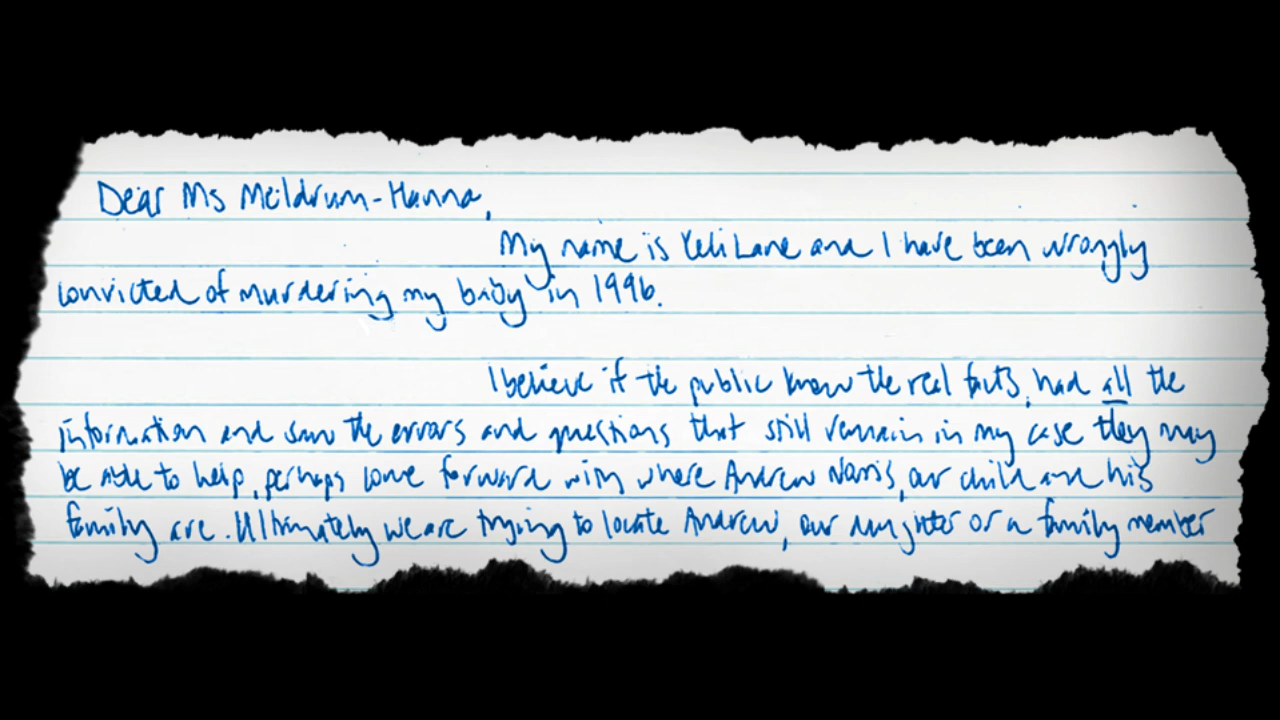 Dear Ms Meldrum-Hanna,
My name is Keli Lane and I have been wrongly
convicted of murdering my baby in 1996.
I believe if the public knew the real facts, had all the
information and saw the errors and questions that still remain in my case they may
be able to help, perhaps come forward with where Andrew Norris, our child and his
family are. Ultimately we are trying to locate Andrew, our daughter or a family member